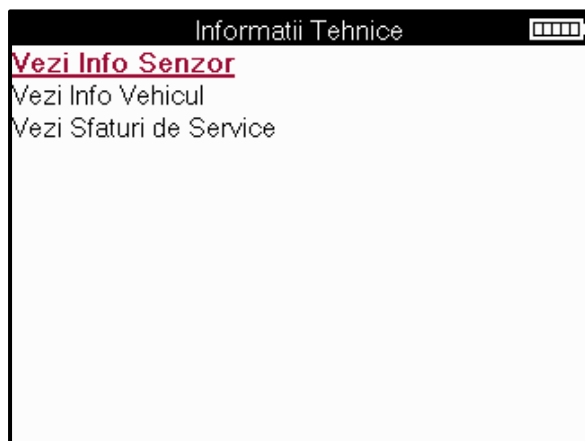 Informatii Tehnice
Vezi Info Senzor
Vezi Info Vehicul
Vezi Sfaturi de Service